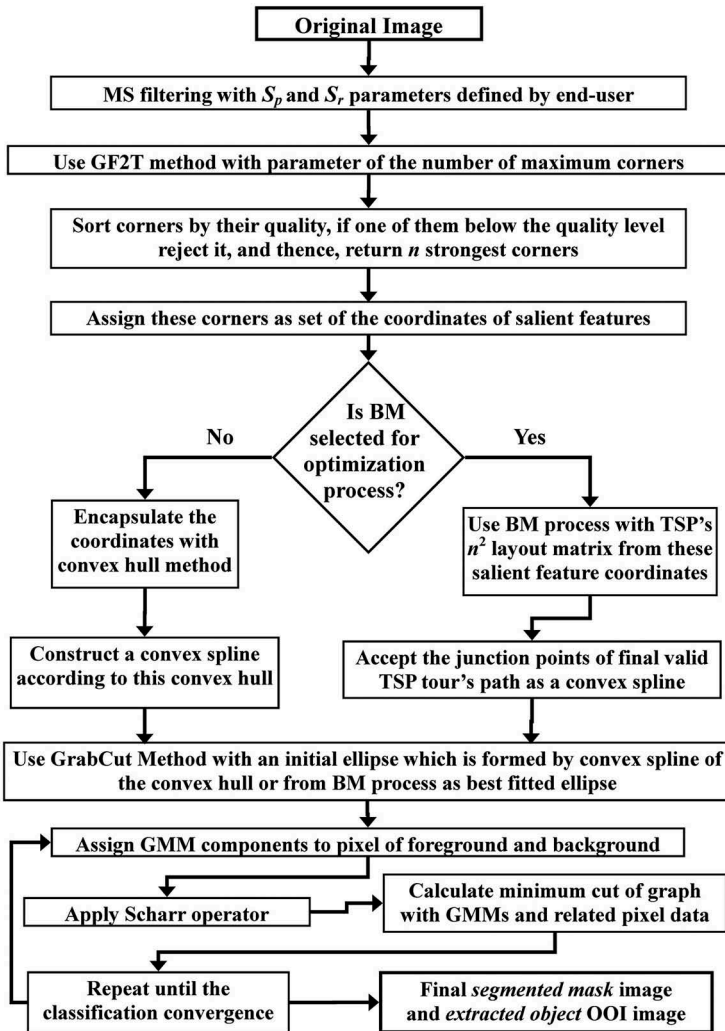 Original Image
MS filtering with Sp and Sr parameters defined by end-user
Use GF2T method with parameter of the number of maximum corners
Sort corners by their quality, if one of them below the quality level
reject it, and thence, return n strongest corners
Assign these corners as set of the coordinates of salient features
Is BM
selected for
optimization
process?
No
Yes
Encapsulate the
coordinates with
convex hull method
Use BM process with TSP's
n² layout matrix from these
salient feature coordinates
Construct a convex spline
according to this convex hull
Accept the junction points of final valid
TSP tour's path as a convex spline
Use GrabCut Method with an initial ellipse which is formed by convex spline of
the convex hull or from BM process as best fitted ellipse
Assign GMM components to pixel of foreground and background
Apply Scharr operator
Calculate minimum cut of graph
with GMMs and related pixel data
Repeat until the
classification convergence
Final segmented mask image
and extracted object OOI image